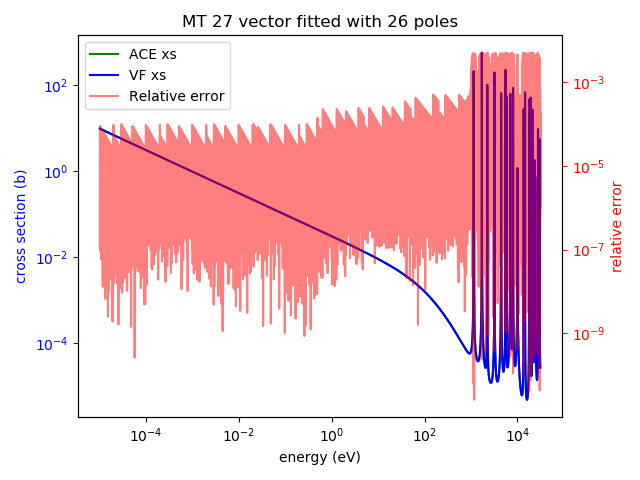 MT 27 vector fitted with 26 poles
ACE xs
VF xs
Relative error
cross section (b)
10^2
10^0
10^-2
10^-4
relative error
10^-3
10^-5
10^-7
10^-9
10^-4
10^-2
10^0
10^2
10^4
energy (eV)